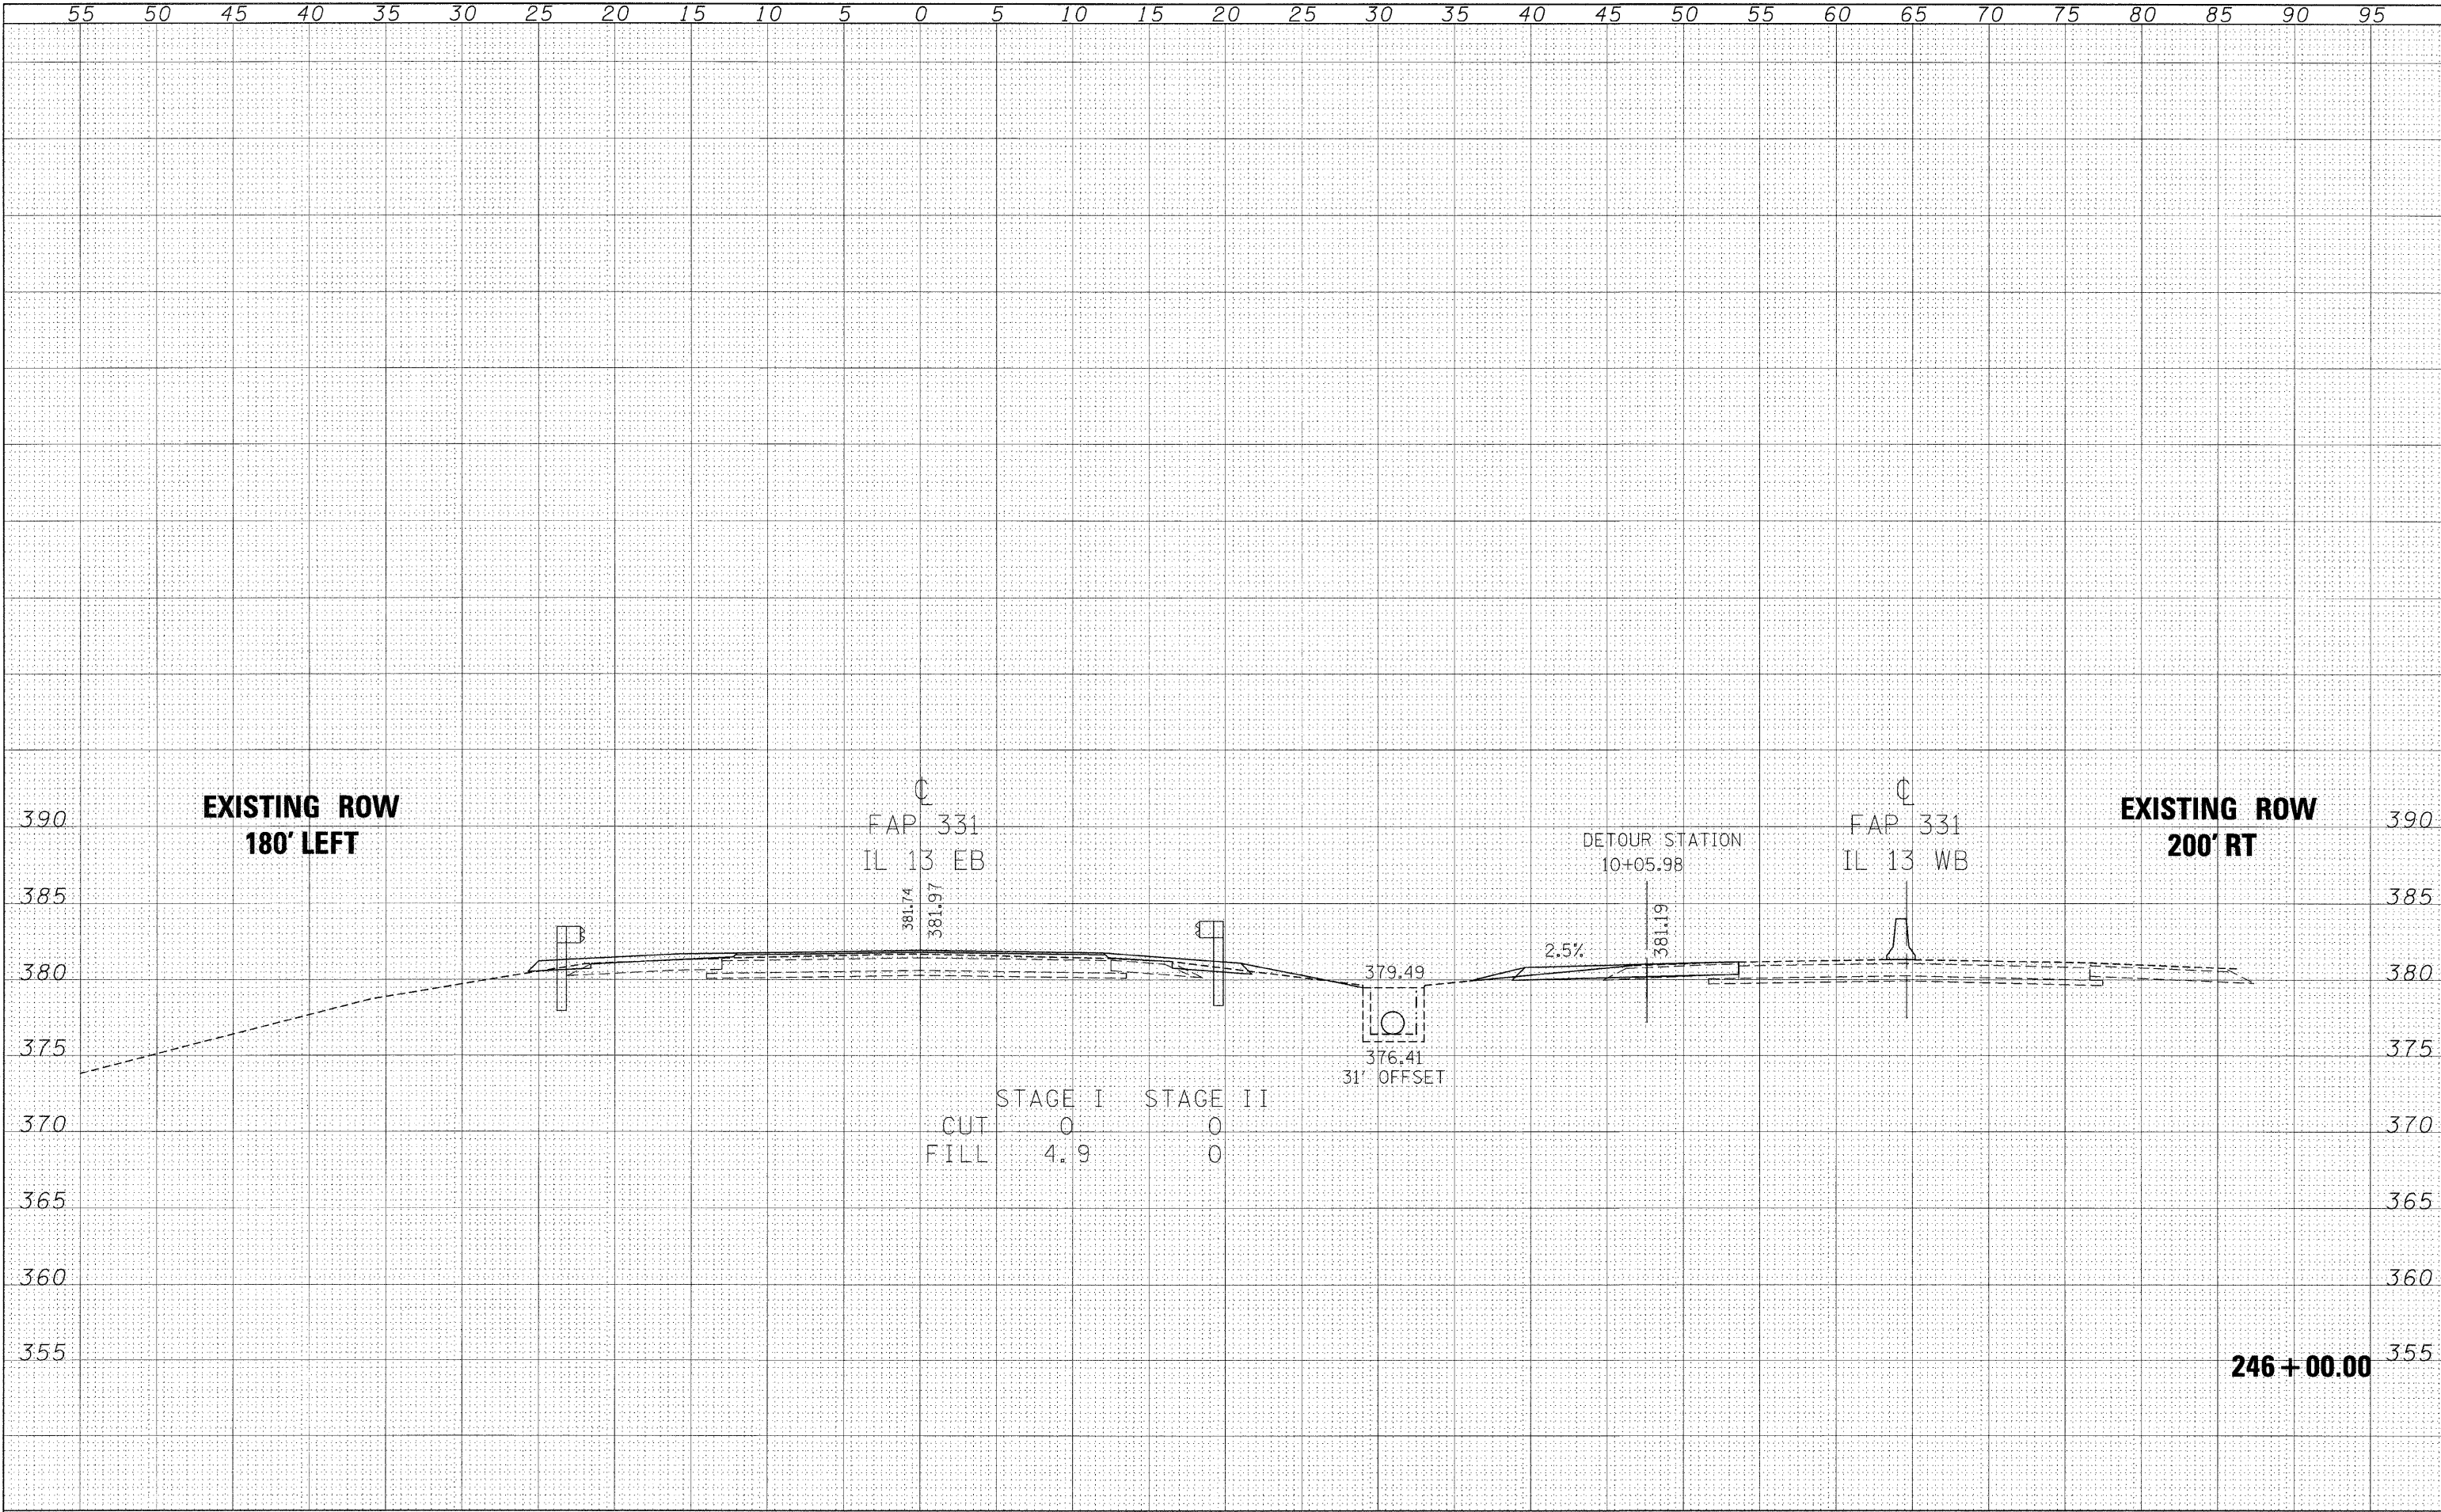 55 50 45 40 35 30 25 20 15 10 5 0 5 10 15 20 25 30 35 40 45 50 55 60 65 70 75 80 85 90 95
EXISTING ROW
180' LEFT
℄
FAP 331
IL 13 EB
381.74
381.97
DETOUR STATION
10+05.98
381.19
2.5%
℄
FAP 331
IL 13 WB
EXISTING ROW
200' RT
390 390
385 385
380 380
379.49
375 375
376.41
31' OFFSET
STAGE I STAGE II
CUT 0 0
FILL 4.9 0
370 370
365 365
360 360
355 355
246+00.00